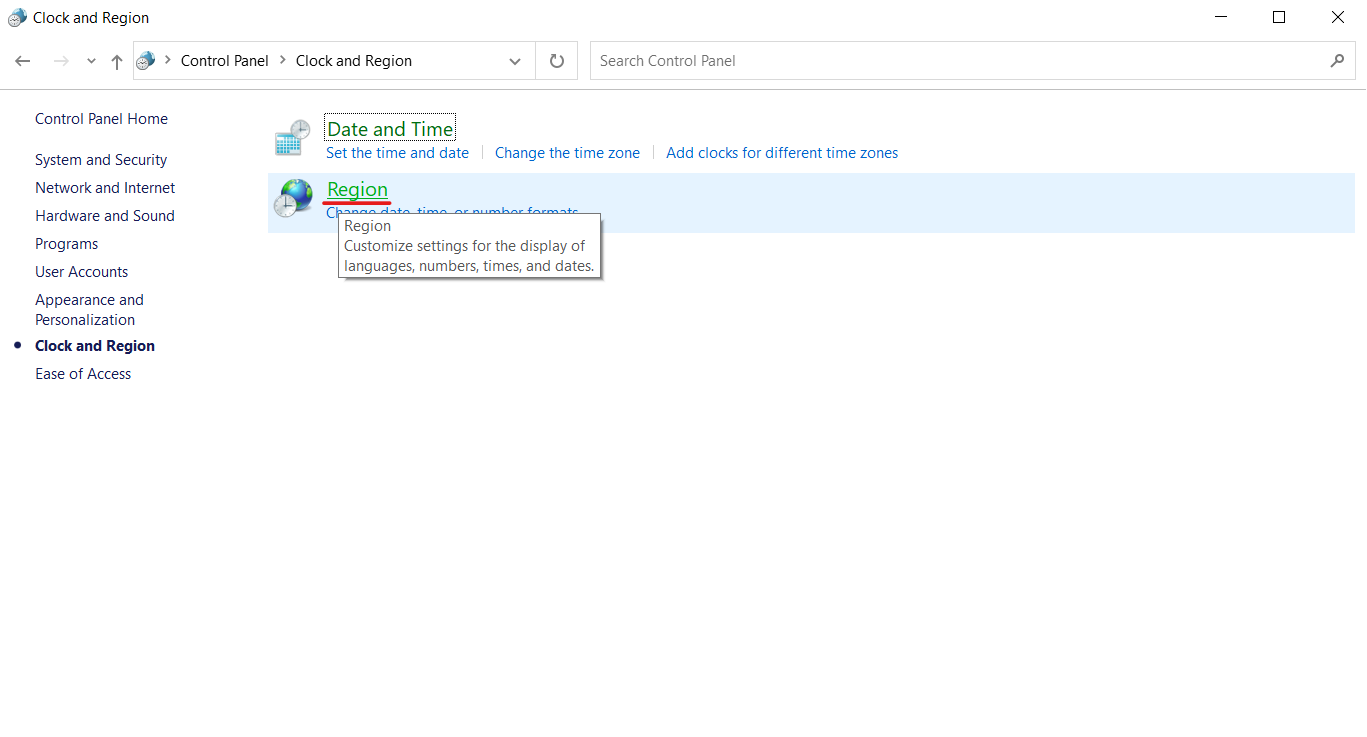 Clock and Region
Control Panel > Clock and Region
Search Control Panel
Control Panel Home
System and Security
Network and Internet
Hardware and Sound
Programs
User Accounts
Appearance and
Personalization
Clock and Region
Ease of Access
Date and Time
Set the time and date | Change the time zone | Add clocks for different time zones
Region
Change date, time, or number formats
Region
Customize settings for the display of
languages, numbers, times, and dates.